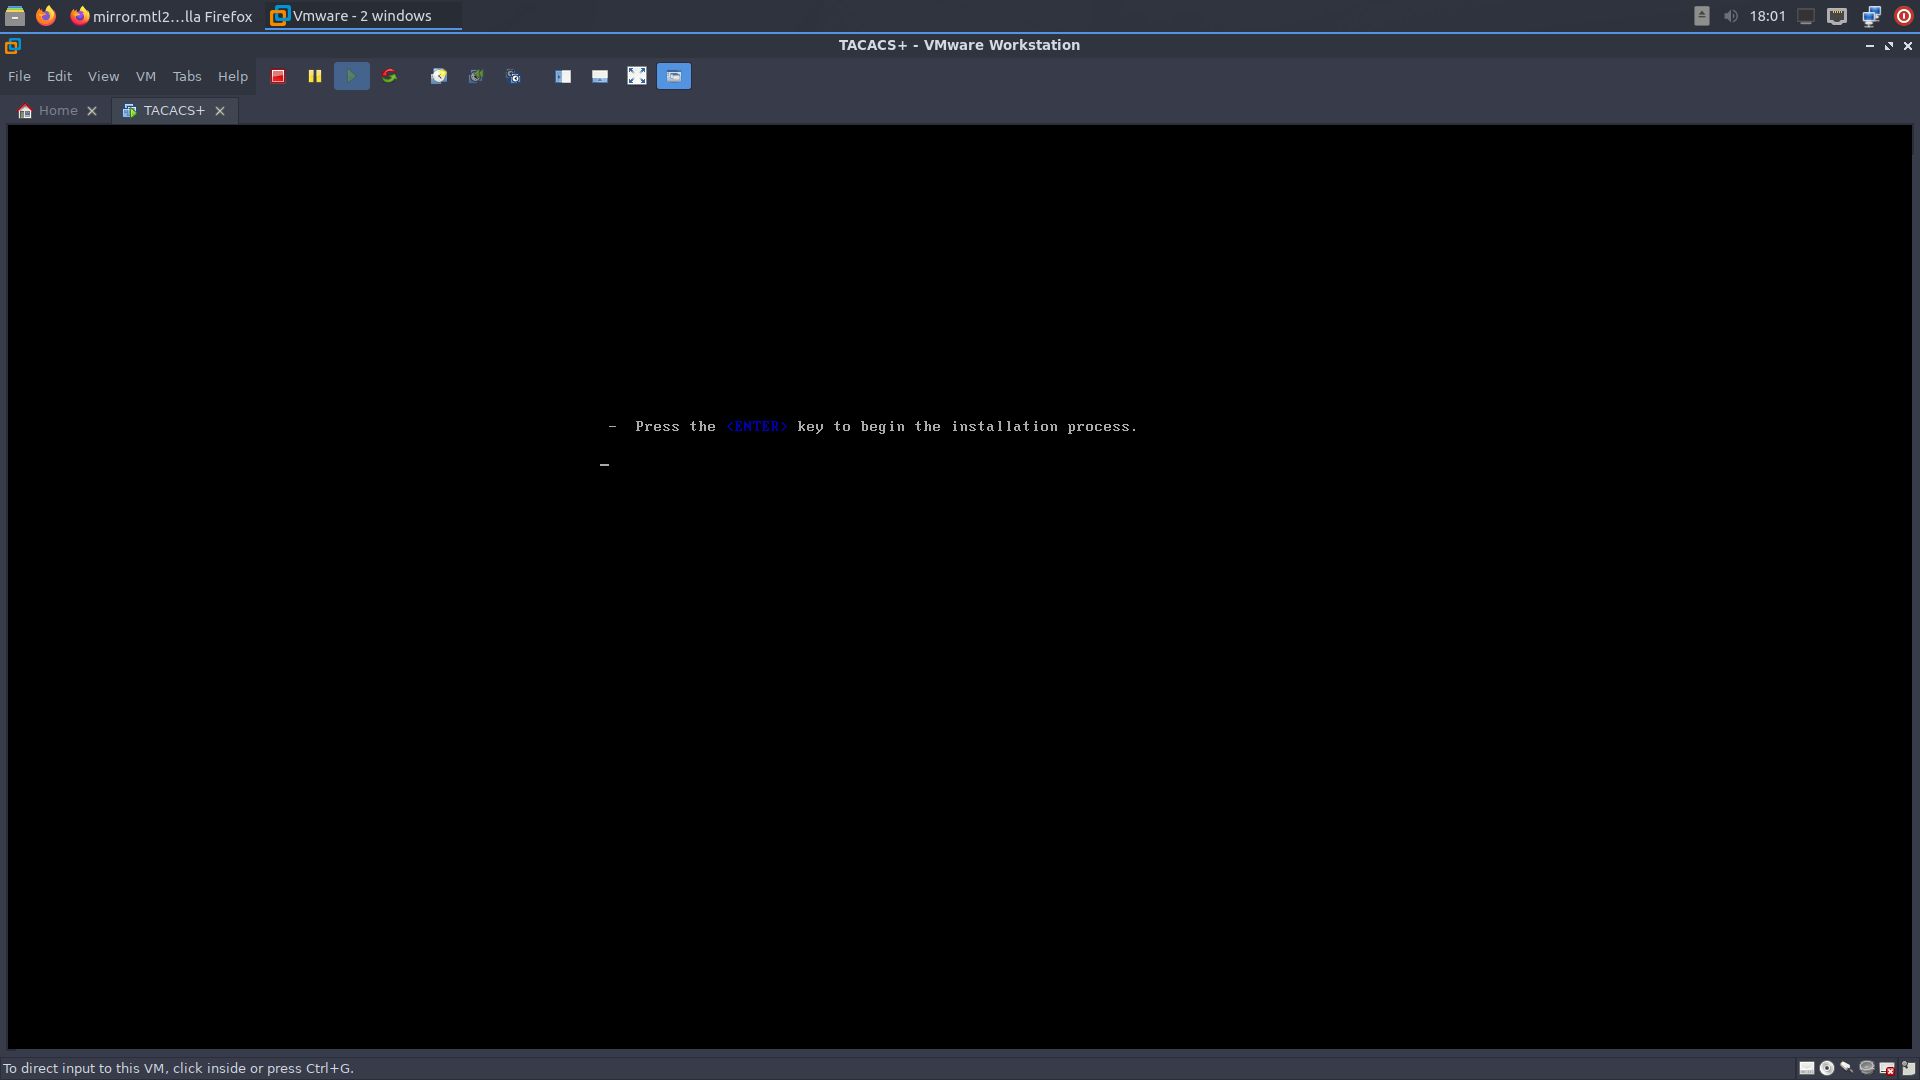 mirror.mtl2...lla Firefox
Vmware - 2 windows
18:01
TACACS+ - VMware Workstation
File Edit View VM Tabs Help
Home
TACACS+
- Press the <ENTER> key to begin the installation process.
_
To direct input to this VM, click inside or press Ctrl+G.